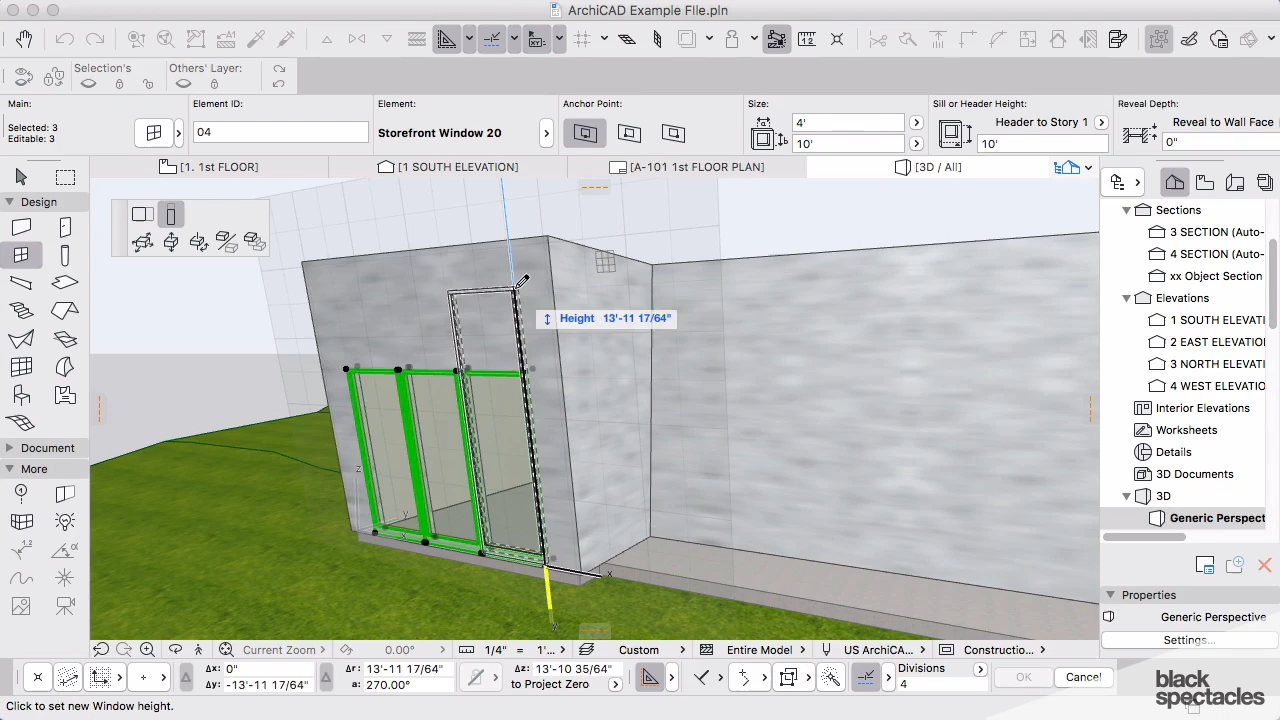 ArchiCAD Example FIle.pln
Selection's
Others' Layer:
Main:
Selected: 3
Editable: 3
Element ID:
04
Element:
Storefront Window 20
Anchor Point:
Size:
4'
10'
Sill or Header Height:
Header to Story 1
10'
Reveal Depth:
Reveal to Wall Face
0"
[1. 1st FLOOR]
[1 SOUTH ELEVATION]
[A-101 1st FLOOR PLAN]
[3D / All]
Design
Document
More
Height 13'-11 17/64"
Z
Y
X
x
Sections
3 SECTION (Auto-
4 SECTION (Auto-
xx Object Section
Elevations
1 SOUTH ELEVATI
2 EAST ELEVATIO
3 NORTH ELEVA
4 WEST ELEVATIO
Interior Elevations
Worksheets
Details
3D Documents
3D
Generic Perspect
Properties
Generic Perspective
Settings...
Current Zoom
0.00°
1/4" = 1'...
Custom
Entire Model
US ArchiCA...
Constructio...
Δx: 0"
Δy: -13'-11 17/64"
Δr: 13'-11 17/64"
a: 270.00°
Δz: 13'-10 35/64"
to Project Zero
Divisions
4
OK
Cancel
Click to set new Window height.
black
spectacles